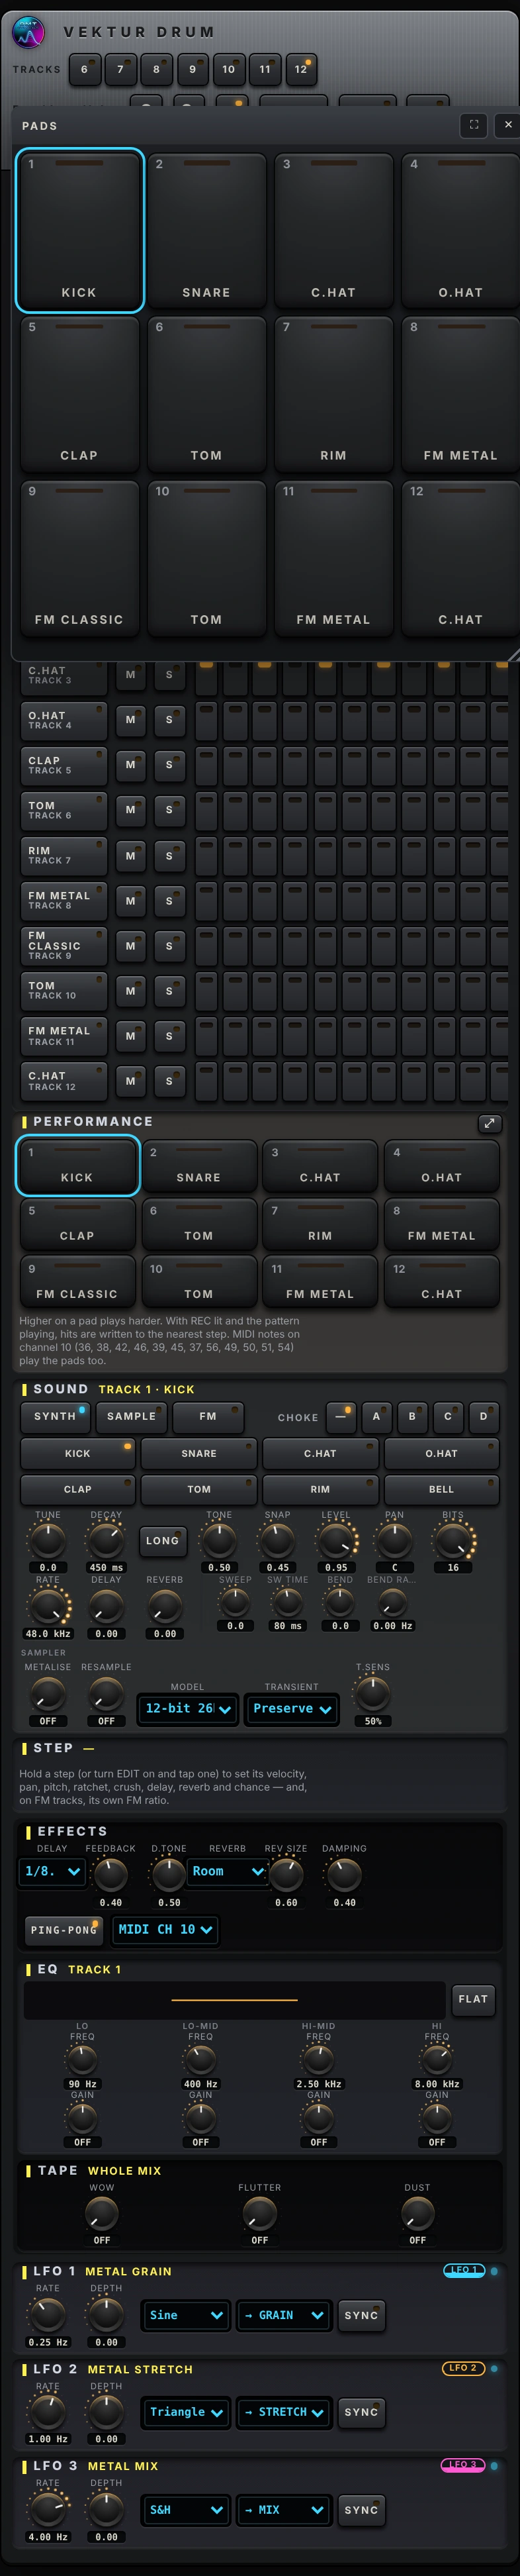 VEKTUR DRUM
TRACKS 6 7 8 9 10 11 12
PADS
1 2 3 4
KICK SNARE C.HAT O.HAT
5 6 7 8
CLAP TOM RIM FM METAL
9 10 11 12
FM CLASSIC TOM FM METAL C.HAT
C.HAT M S
TRACK 3
O.HAT M S
TRACK 4
CLAP M S
TRACK 5
TOM M S
TRACK 6
RIM M S
TRACK 7
FM METAL M S
TRACK 8
FM
CLASSIC M S
TRACK 9
TOM M S
TRACK 10
FM METAL M S
TRACK 11
C.HAT M S
TRACK 12
PERFORMANCE
1 2 3 4
KICK SNARE C.HAT O.HAT
5 6 7 8
CLAP TOM RIM FM METAL
9 10 11 12
FM CLASSIC TOM FM METAL C.HAT
Higher on a pad plays harder. With REC lit and the pattern
playing, hits are written to the nearest step. MIDI notes on
channel 10 (36, 38, 42, 46, 39, 45, 37, 56, 49, 50, 51, 54)
play the pads too.
SOUND TRACK 1 · KICK
SYNTH SAMPLE FM CHOKE — A B C D
KICK SNARE C.HAT O.HAT
CLAP TOM RIM BELL
TUNE DECAY TONE SNAP LEVEL PAN BITS
LONG
0.0 450 ms 0.50 0.45 0.95 C 16
RATE DELAY REVERB SWEEP SW TIME BEND BEND RA...
48.0 kHz 0.00 0.00 0.0 80 ms 0.0 0.00 Hz
SAMPLER
METALISE RESAMPLE MODEL TRANSIENT T.SENS
12-bit 26 Preserve
OFF OFF 50%
STEP —
Hold a step (or turn EDIT on and tap one) to set its velocity,
pan, pitch, ratchet, crush, delay, reverb and chance — and,
on FM tracks, its own FM ratio.
EFFECTS
DELAY FEEDBACK D.TONE REVERB REV SIZE DAMPING
1/8. Room
0.40 0.50 0.60 0.40
PING-PONG MIDI CH 10
EQ TRACK 1
FLAT
LO LO-MID HI-MID HI
FREQ FREQ FREQ FREQ
90 Hz 400 Hz 2.50 kHz 8.00 kHz
GAIN GAIN GAIN GAIN
OFF OFF OFF OFF
TAPE WHOLE MIX
WOW FLUTTER DUST
OFF OFF OFF
LFO 1 METAL GRAIN LFO 1
RATE DEPTH
Sine → GRAIN SYNC
0.25 Hz 0.00
LFO 2 METAL STRETCH LFO 2
RATE DEPTH
Triangle → STRETCH SYNC
1.00 Hz 0.00
LFO 3 METAL MIX LFO 3
RATE DEPTH
S&H → MIX SYNC
4.00 Hz 0.00